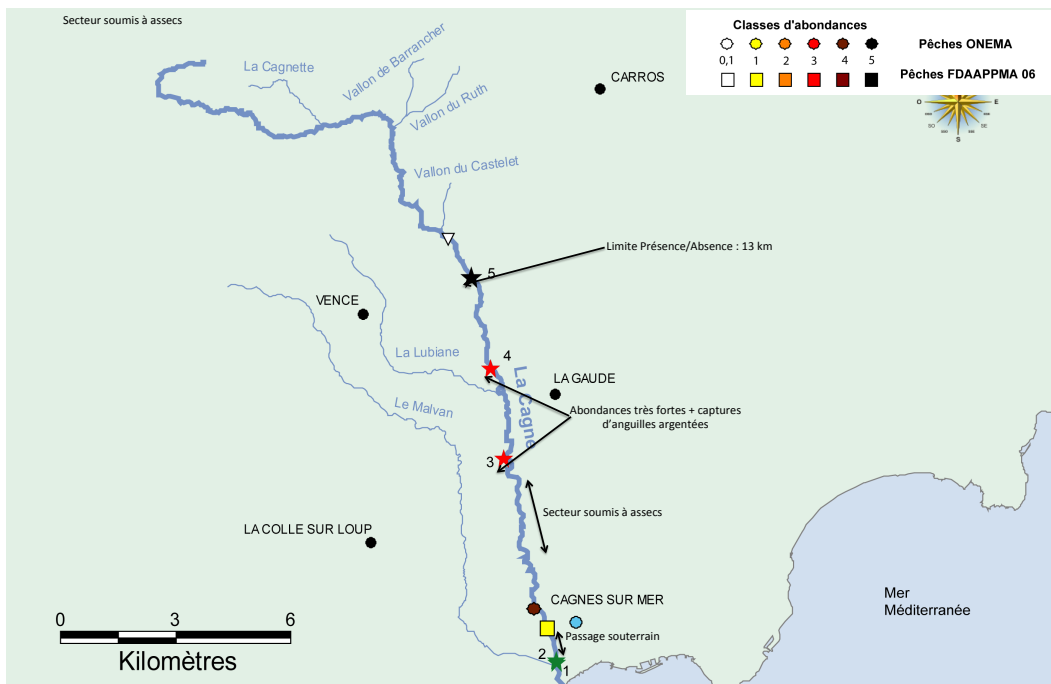 Secteur soumis à assecs
Classes d'abondances
Pêches ONEMA
0,1 1 2 3 4 5
Pêches FDAAPPMA 06
O E
SO SE
S
La Cagnette
Vallon de Barrancher
Vallon du Ruth
CARROS
Vallon du Castelet
Limite Présence/Absence : 13 km
5
VENCE
La Lubiane
4
La Cagne
LA GAUDE
Le Malvan
Abondances très fortes + captures
d'anguilles argentées
3
Secteur soumis à assecs
LA COLLE SUR LOUP
CAGNES SUR MER
Mer
Méditerranée
0 3 6
Kilomètres
Passage souterrain
2
1